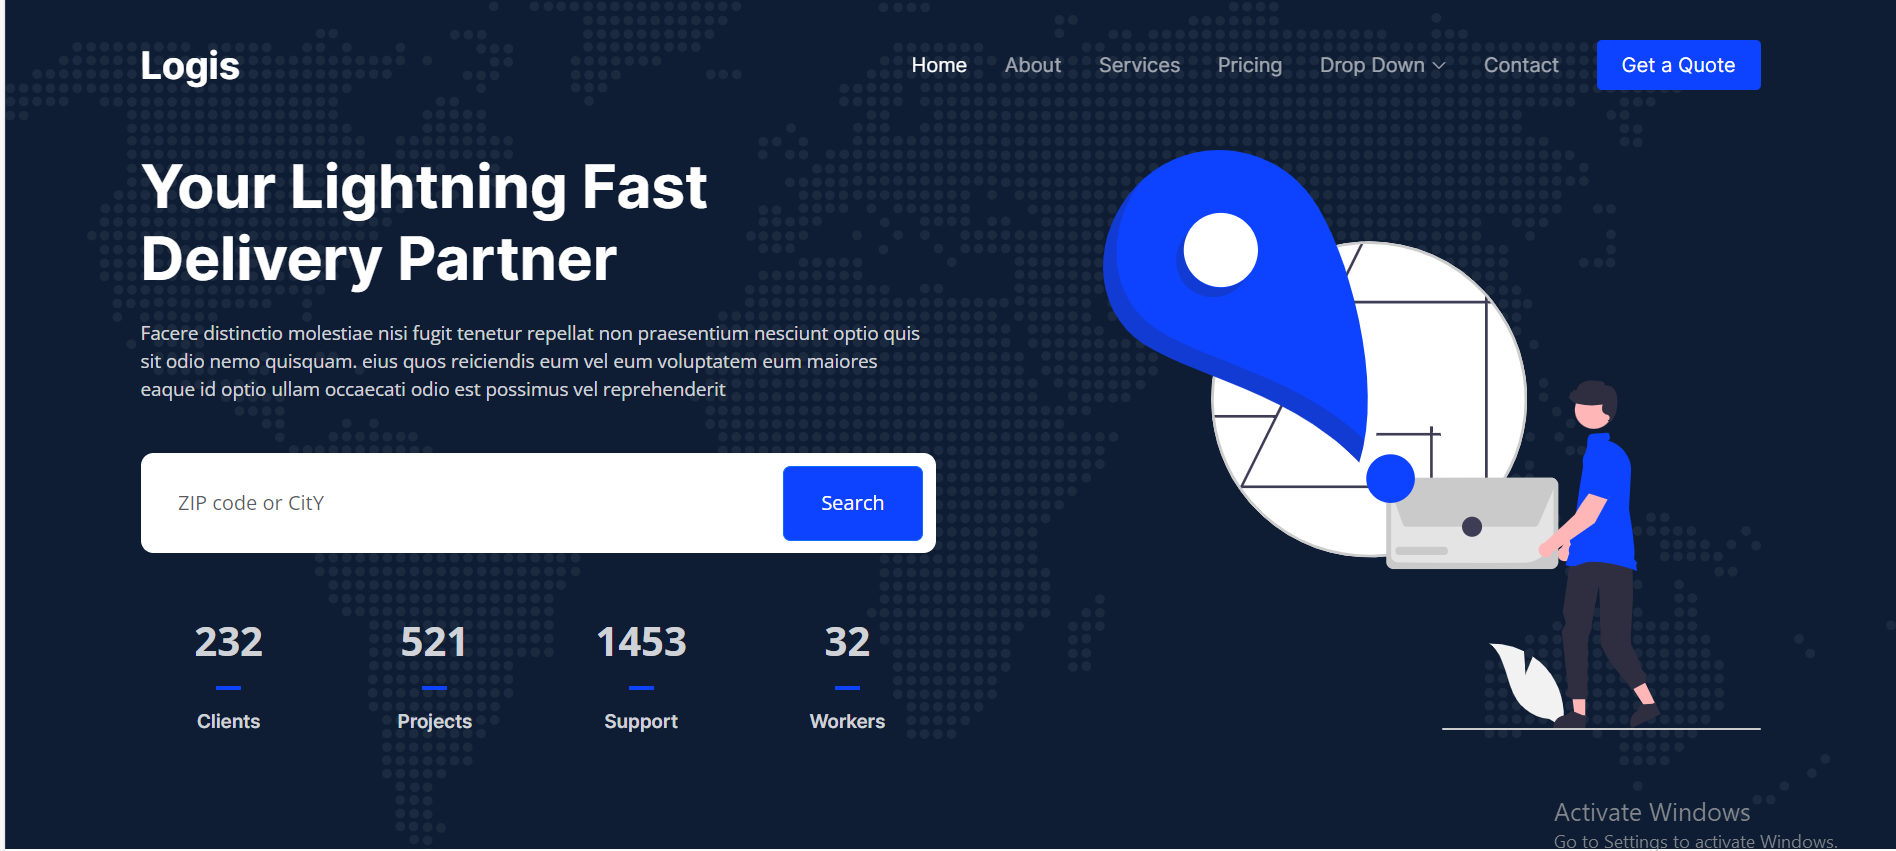 Logis
Home About Services Pricing Drop Down Contact Get a Quote
Your Lightning Fast
Delivery Partner
Facere distinctio molestiae nisi fugit tenetur repellat non praesentium nesciunt optio quis
sit odio nemo quisquam. eius quos reiciendis eum vel eum voluptatem eum maiores
eaque id optio ullam occaecati odio est possimus vel reprehenderit
ZIP code or CitY Search
232 521 1453 32
Clients Projects Support Workers
Activate Windows
Go to Settings to activate Windows.